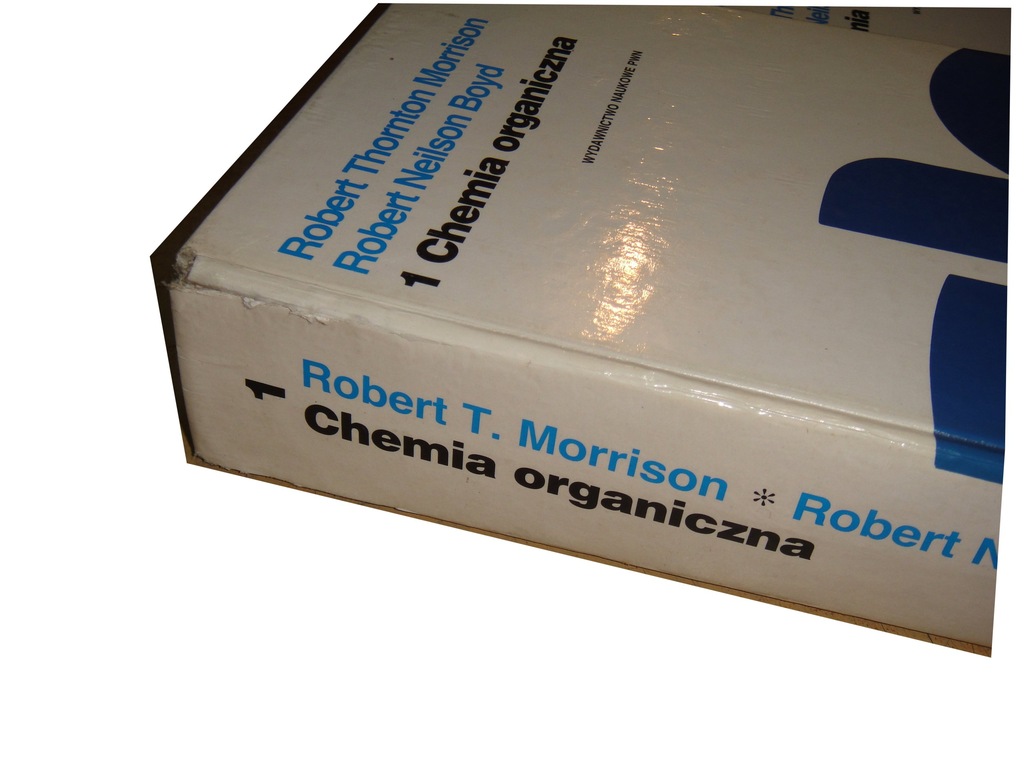 Robert Thornton Morrison
Robert Neilson Boyd
1 Chemia organiczna
WYDAWNICTWO NAUKOWE PWN
1
Robert T. Morrison * Robert
Chemia organiczna